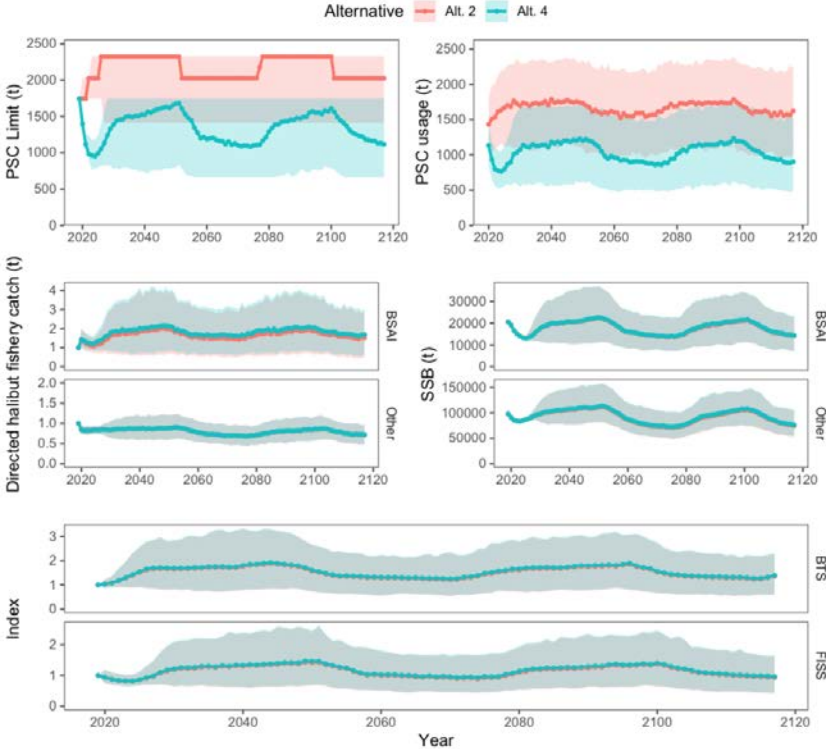 Alternative Alt. 2 Alt. 4
PSC Limit (t)
2500
2000
1500
1000
500
0
2020 2040 2060 2080 2100 2120
PSC usage (t)
2500
2000
1500
1000
500
0
2020 2040 2060 2080 2100 2120
Directed halibut fishery catch (t)
4
3
2
1
0
BSAI
2.0
1.5
1.0
0.5
0.0
Other
2020 2040 2060 2080 2100 2120
SSB (t)
30000
20000
10000
0
BSAI
150000
100000
50000
0
Other
2020 2040 2060 2080 2100 2120
Index
3
2
1
0
BTS
2
1
0
FISS
2020 2040 2060 2080 2100 2120
Year